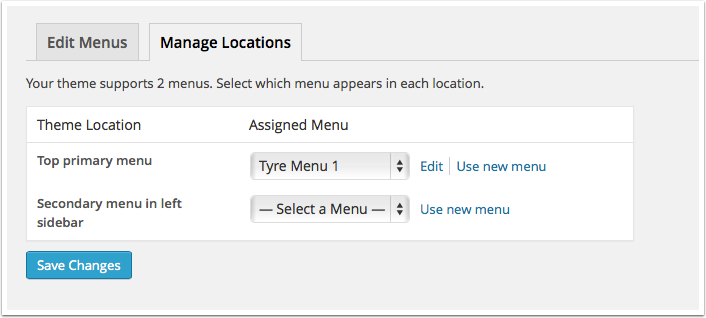 Edit Menus Manage Locations
Your theme supports 2 menus. Select which menu appears in each location.
Theme Location Assigned Menu
Top primary menu Tyre Menu 1 Edit Use new menu
Secondary menu in left — Select a Menu — Use new menu
sidebar
Save Changes